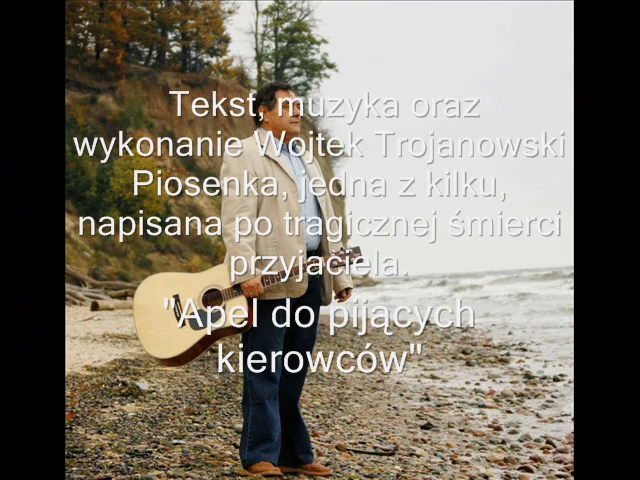 Tekst, muzyka oraz
wykonanie Wojtek Trojanowski
Piosenka, jedna z kilku,
napisana po tragicznej śmierci
przyjaciela.
"Apel do pijących
kierowców"